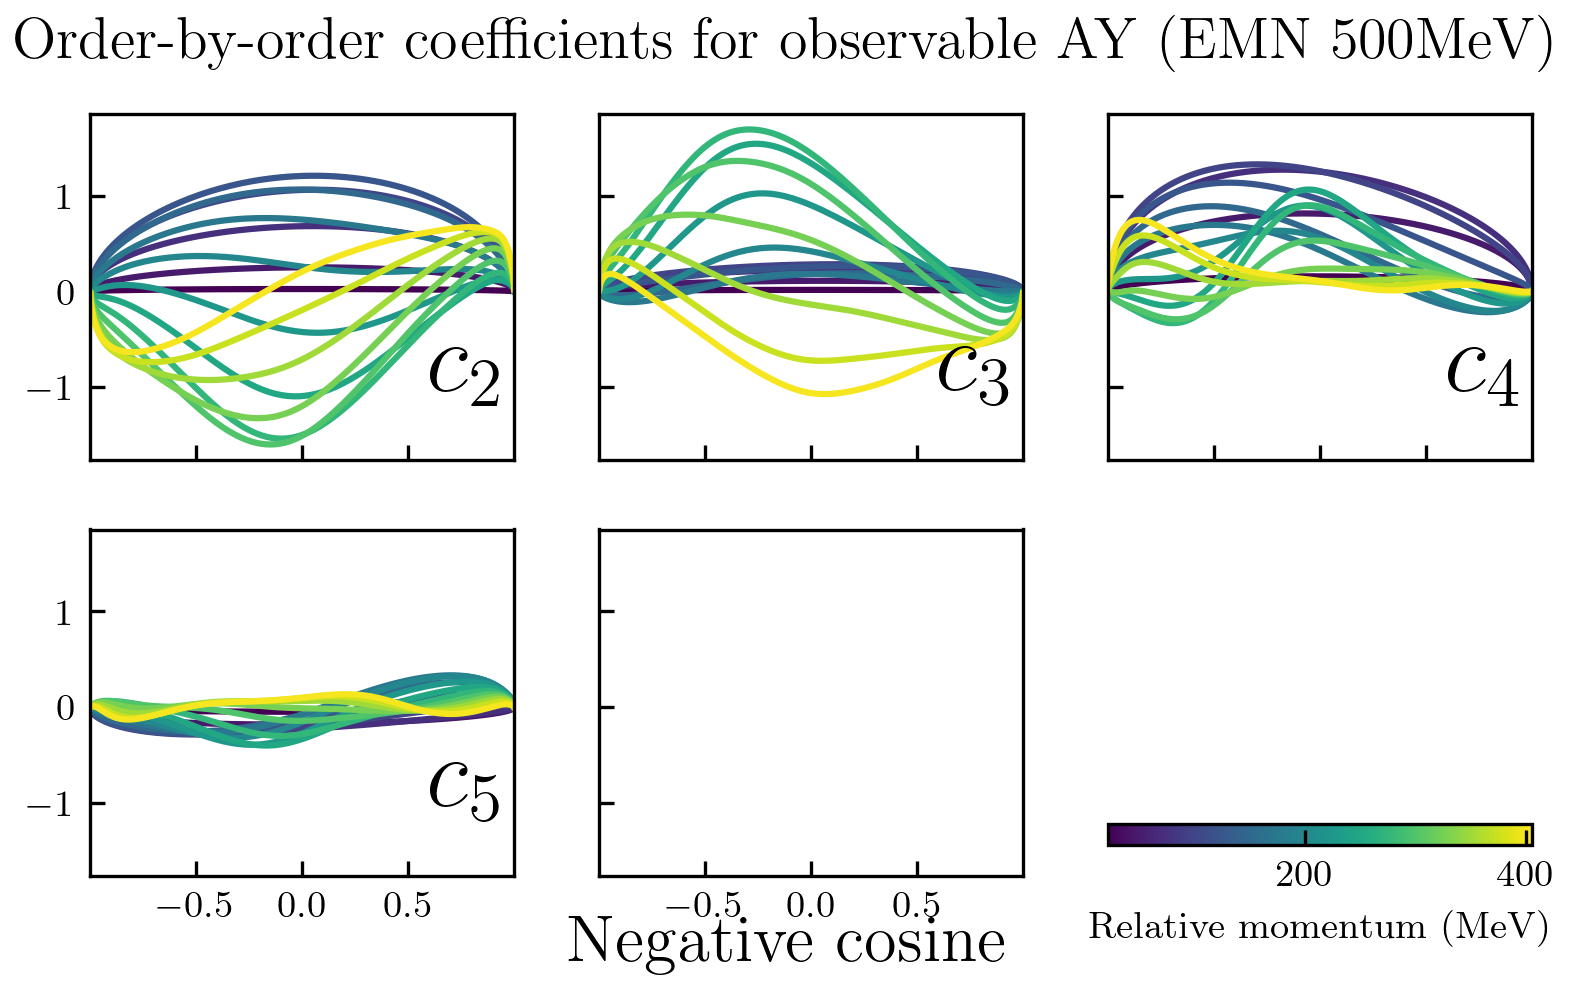 Order-by-order coefficients for observable AY (EMN 500MeV)
1
0
−1
c2
c3
c4
1
0
−1
c5
−0.5 0.0 0.5
−0.5 0.0 0.5
200 400
Relative momentum (MeV)
Negative cosine